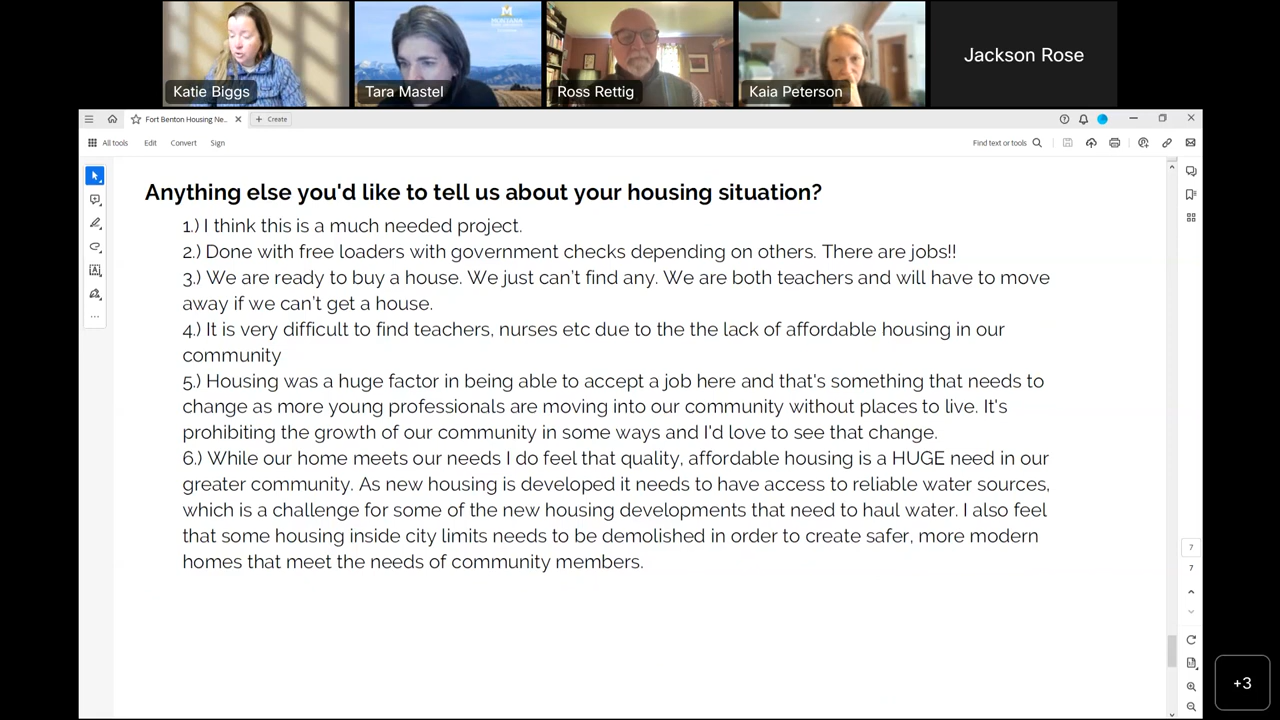 MONTANA
Katie Biggs
Tara Mastel
Ross Rettig
Kaia Peterson
Jackson Rose
Fort Benton Housing Ne...
Create
All tools
Edit
Convert
Sign
Find text or tools
Anything else you'd like to tell us about your housing situation?
1.) I think this is a much needed project.
2.) Done with free loaders with government checks depending on others. There are jobs!!
3.) We are ready to buy a house. We just can't find any. We are both teachers and will have to move
away if we can't get a house.
4.) It is very difficult to find teachers, nurses etc due to the the lack of affordable housing in our
community
5.) Housing was a huge factor in being able to accept a job here and that's something that needs to
change as more young professionals are moving into our community without places to live. It's
prohibiting the growth of our community in some ways and I'd love to see that change.
6.) While our home meets our needs I do feel that quality, affordable housing is a HUGE need in our
greater community. As new housing is developed it needs to have access to reliable water sources,
which is a challenge for some of the new housing developments that need to haul water. I also feel
that some housing inside city limits needs to be demolished in order to create safer, more modern
homes that meet the needs of community members.
7
7
+3